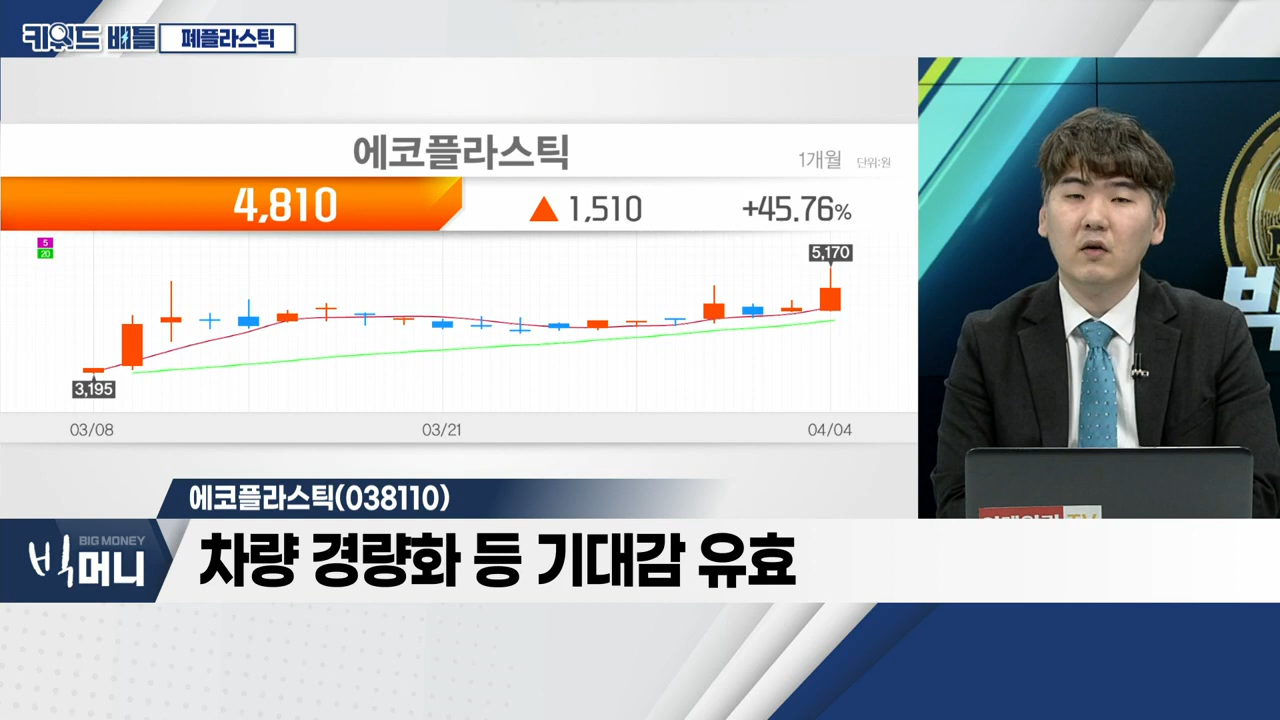 키워드 배틀 폐플라스틱
에코플라스틱
1개월 단위:원
4,810 ▲ 1,510 +45.76%
5
20
5,170
3,195
03/08 03/21 04/04
에코플라스틱(038110)
BIG MONEY
빅머니
차량 경량화 등 기대감 유효
TV